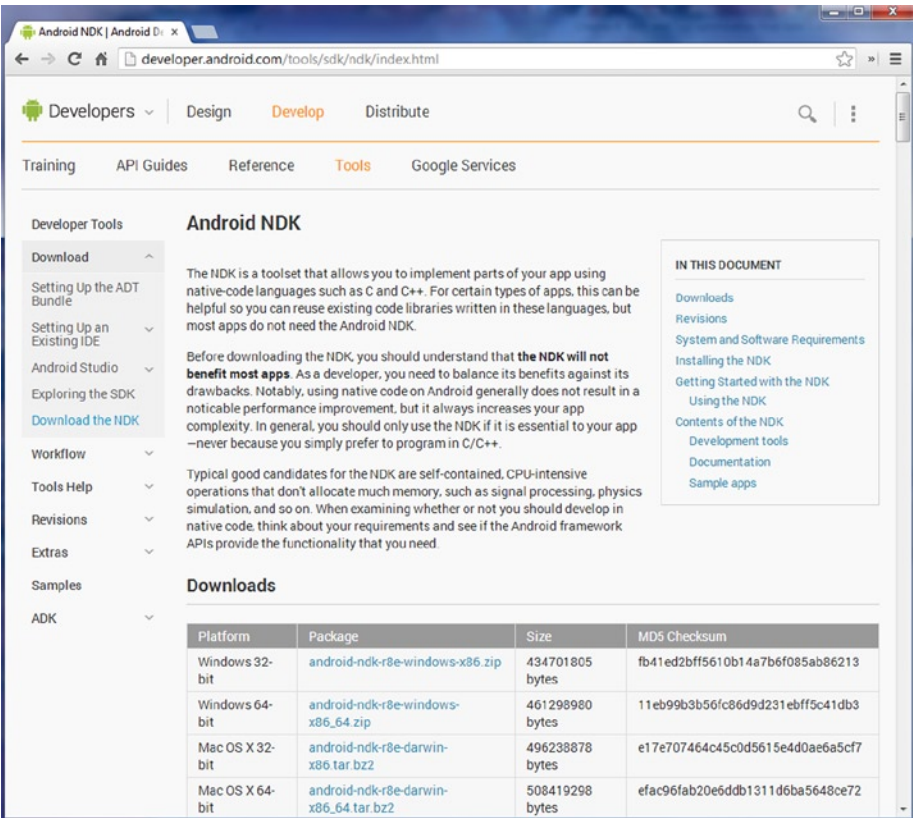 Android NDK | Android De
developer.android.com/tools/sdk/ndk/index.html
Developers
Design
Develop
Distribute
Training
API Guides
Reference
Tools
Google Services
Developer Tools
Download
Setting Up the ADT
Bundle
Setting Up an
Existing IDE
Android Studio
Exploring the SDK
Download the NDK
Workflow
Tools Help
Revisions
Extras
Samples
ADK
Android NDK
The NDK is a toolset that allows you to implement parts of your app using
native-code languages such as C and C++. For certain types of apps, this can be
helpful so you can reuse existing code libraries written in these languages, but
most apps do not need the Android NDK.
Before downloading the NDK, you should understand that the NDK will not
benefit most apps. As a developer, you need to balance its benefits against its
drawbacks. Notably, using native code on Android generally does not result in a
noticable performance improvement, but it always increases your app
complexity. In general, you should only use the NDK if it is essential to your app
—never because you simply prefer to program in C/C++.
Typical good candidates for the NDK are self-contained, CPU-intensive
operations that don't allocate much memory, such as signal processing, physics
simulation, and so on. When examining whether or not you should develop in
native code, think about your requirements and see if the Android framework
APIs provide the functionality that you need.
IN THIS DOCUMENT
Downloads
Revisions
System and Software Requirements
Installing the NDK
Getting Started with the NDK
Using the NDK
Contents of the NDK
Development tools
Documentation
Sample apps
Downloads
Platform Package Size MD5 Checksum
Windows 32- android-ndk-r8e-windows-x86.zip 434701805 fb41ed2bff5610b14a7b6f085ab86213
bit bytes
Windows 64- android-ndk-r8e-windows- 461298980 11eb99b3b56fc86d9d231ebff5c41db3
bit x86_64.zip bytes
Mac OS X 32- android-ndk-r8e-darwin- 496238878 e17e707464c45c0d5615e4d0ae6a5cf7
bit x86.tar.bz2 bytes
Mac OS X 64- android-ndk-r8e-darwin- 508419298 efac96fab20e6ddb1311d6ba5648ce72
bit x86_64.tar.bz2 bytes